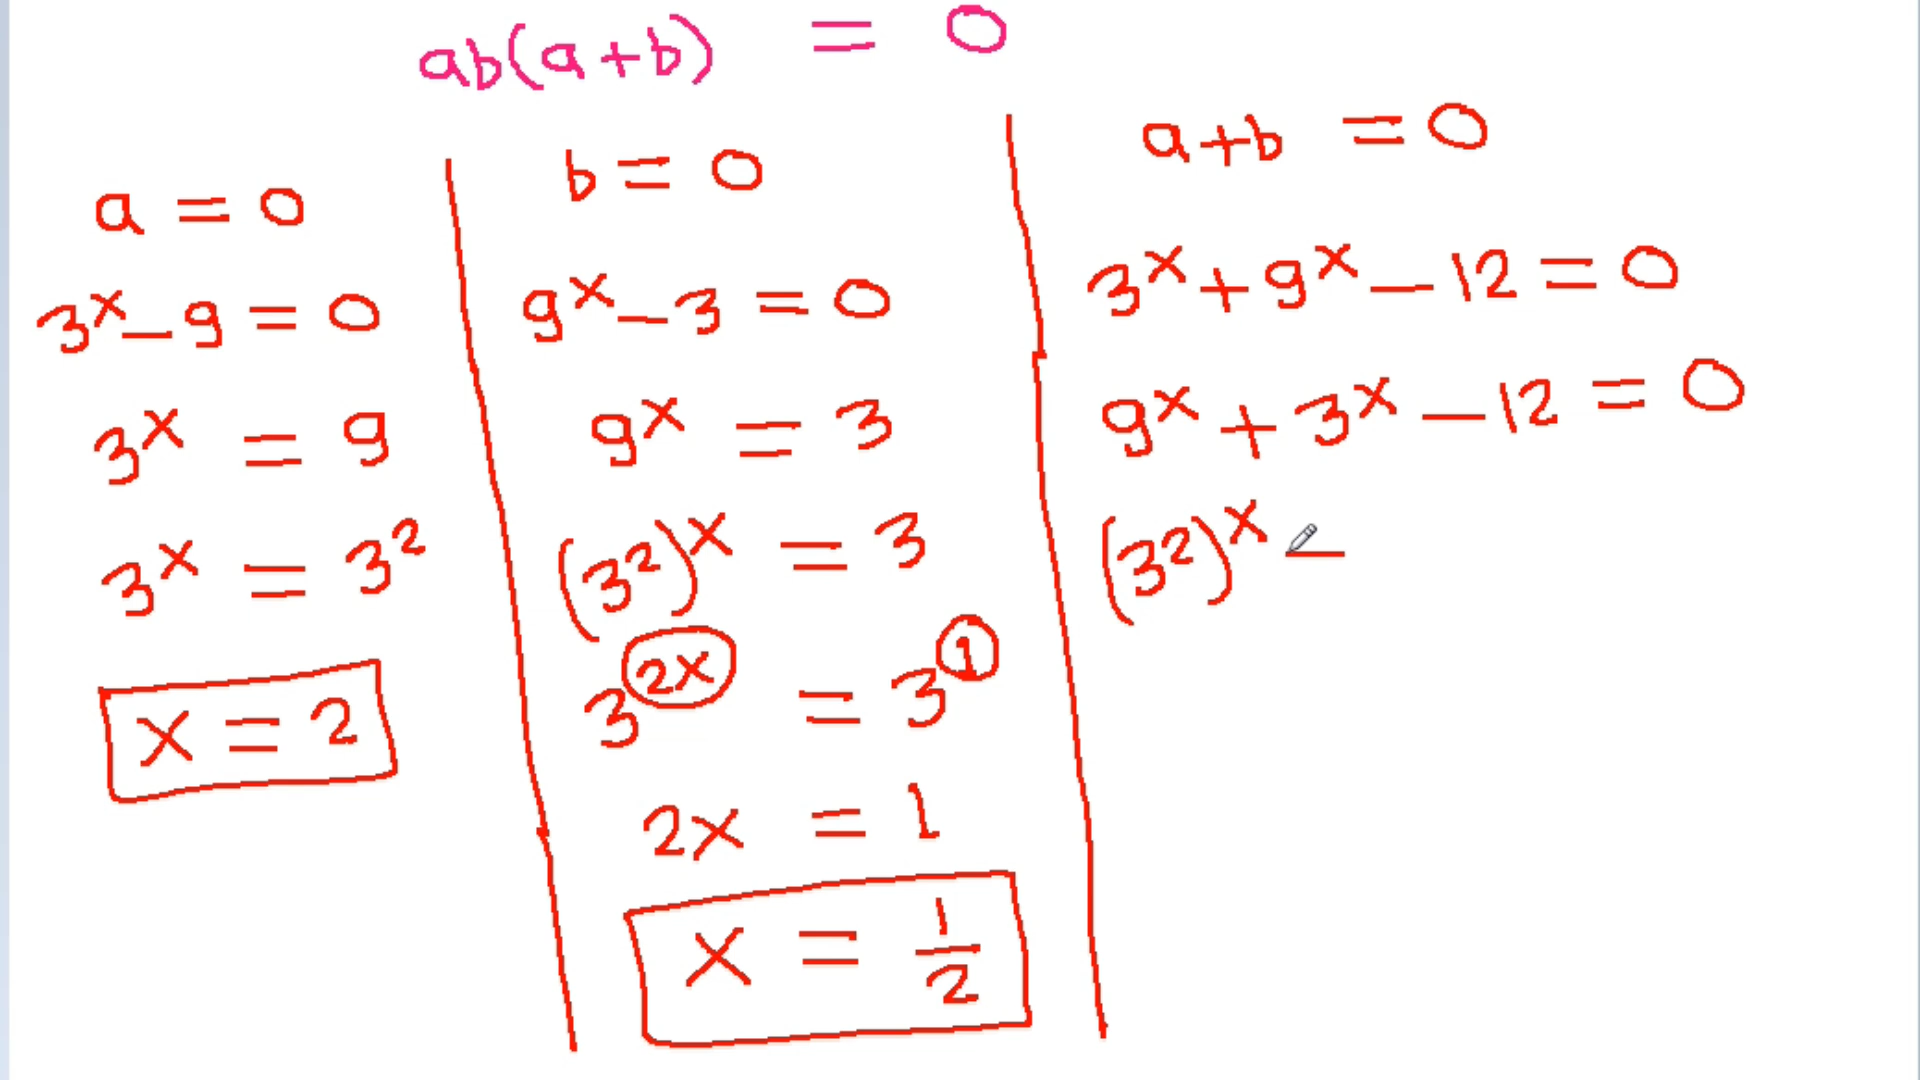 ab(a+b) = 0
a = 0
3^x - 9 = 0
3^x = 9
3^x = 3^2
x = 2
b = 0
9^x - 3 = 0
9^x = 3
(3^2)^x = 3
3^2x = 3^1
2x = 1
x = 1/2
a+b = 0
3^x + 9^x - 12 = 0
9^x + 3^x - 12 = 0
(3^2)^x -